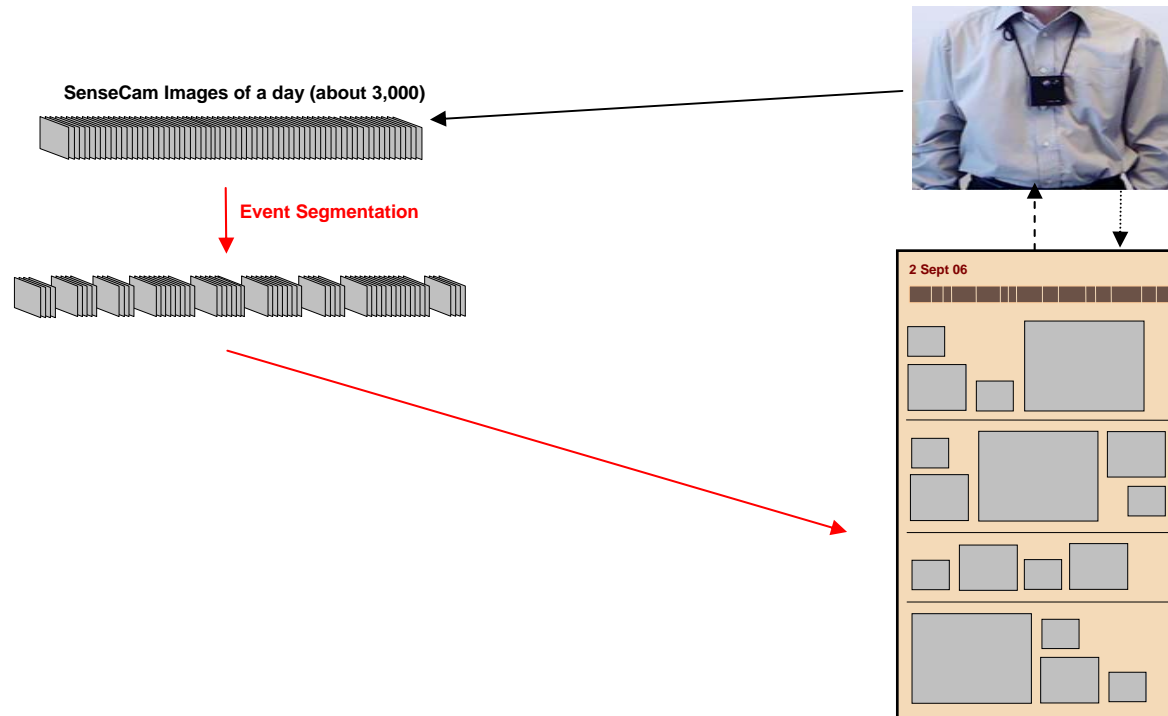 SenseCam Images of a day (about 3,000)
Event Segmentation
2 Sept 06